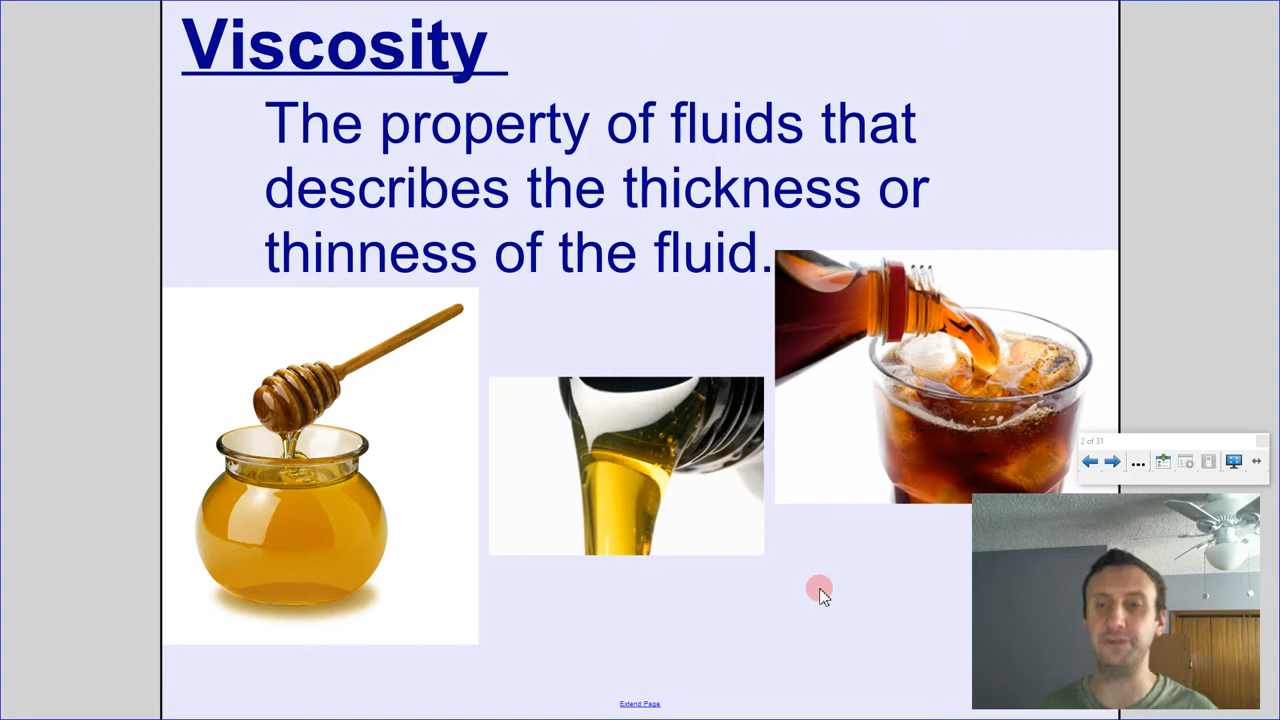 Viscosity
The property of fluids that
describes the thickness or
thinness of the fluid.
2 of 31
Extend Page